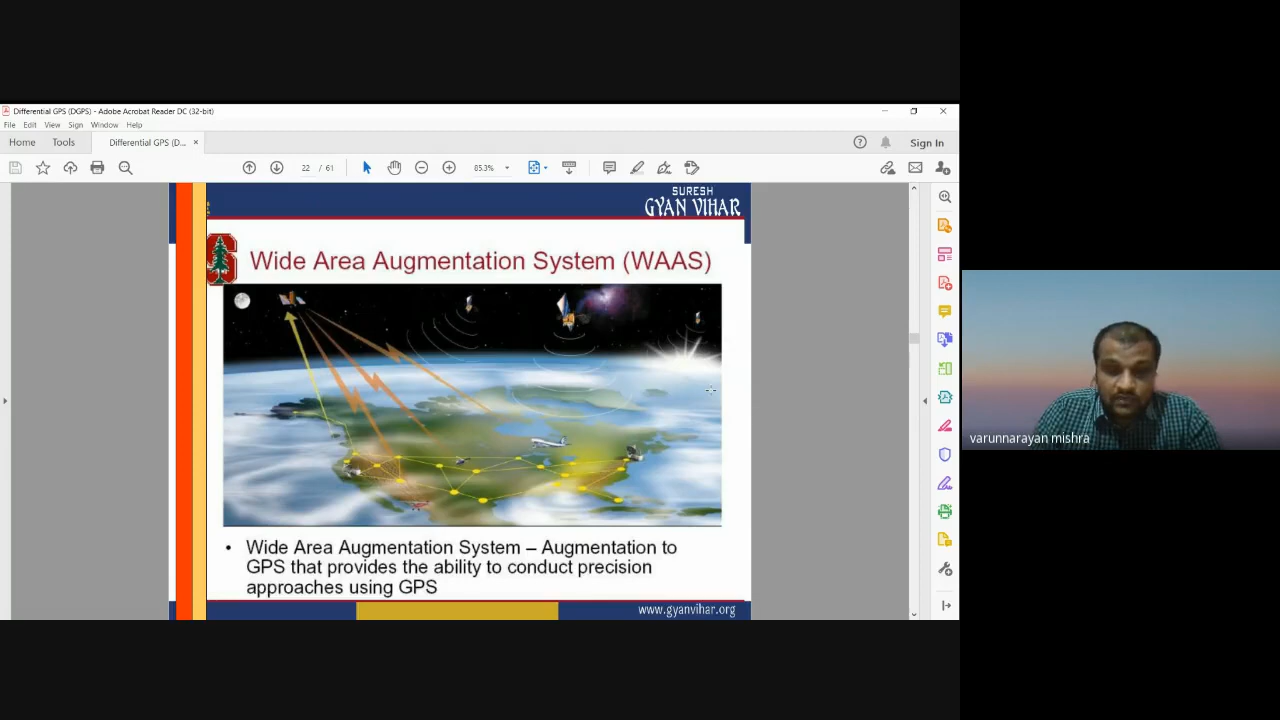 Differential GPS (DGPS) - Adobe Acrobat Reader DC (32-bit)
File Edit View Sign Window Help
Home Tools Differential GPS (D... × Sign In
22 / 61 85.3%
SURESH
GYAN VIHAR
Wide Area Augmentation System (WAAS)
• Wide Area Augmentation System – Augmentation to
GPS that provides the ability to conduct precision
approaches using GPS
www.gyanvihar.org
varunnarayan mishra